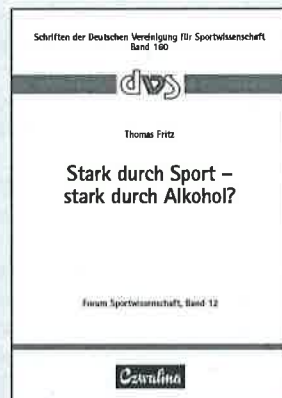 Schriften der Deutschen Vereinigung für Sportwissenschaft
Band 160
dvs
Thomas Fritz
Stark durch Sport –
stark durch Alkohol?
Forum Sportwissenschaft, Band 12
Czwalina